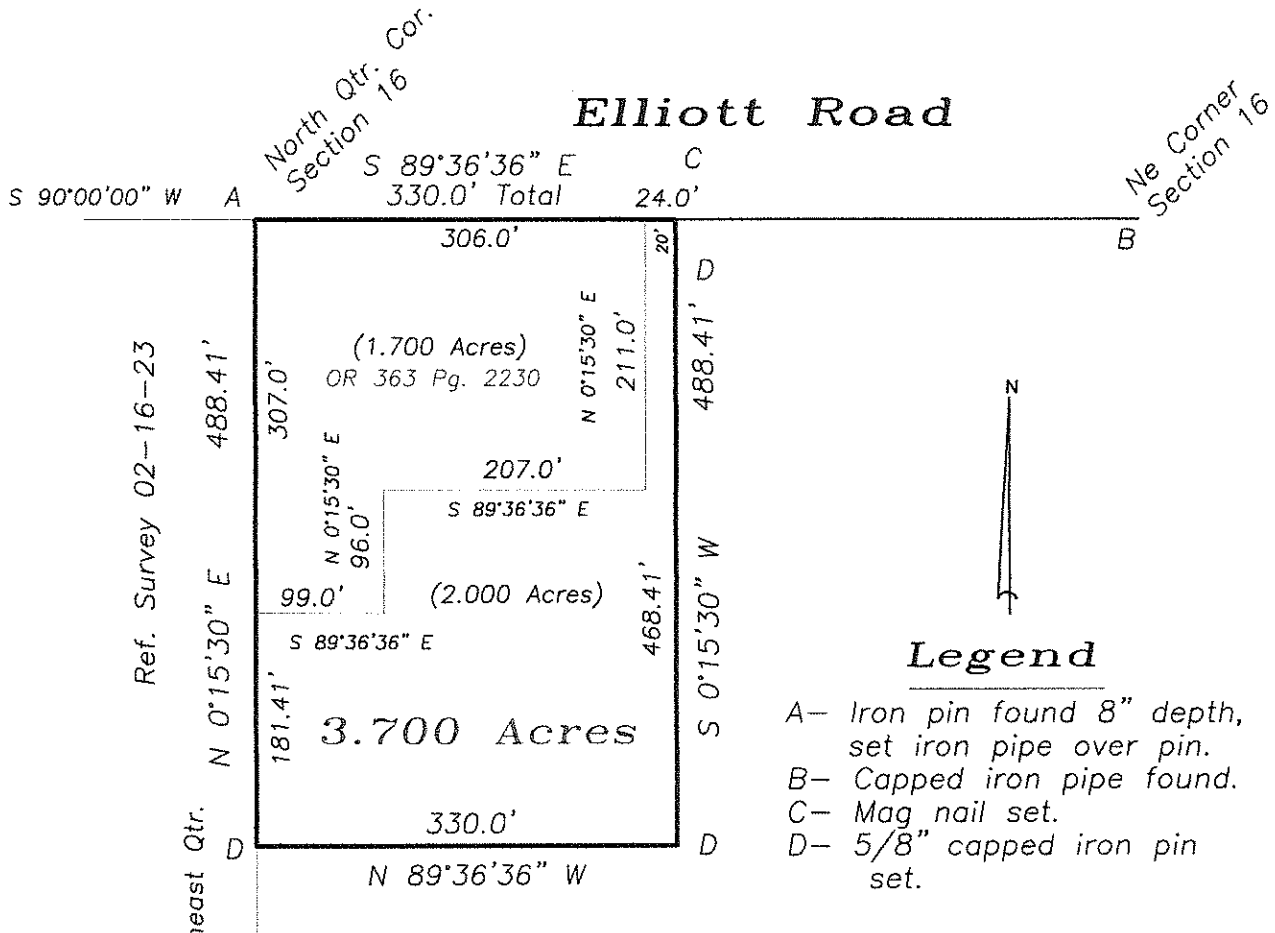 North Qtr. Cor.
Section 16
Elliott Road
Ne Corner
Section 16
S 90°00'00" W
A
S 89°36'36" E
330.0' Total
C
24.0'
306.0'
20'
B
D
(1.700 Acres)
OR 363 Pg. 2230
N 0°15'30" E
211.0'
488.41'
Ref. Survey 02-16-23
488.41'
307.0'
N
207.0'
S 89°36'36" E
N 0°15'30" E
96.0'
99.0'
(2.000 Acres)
S 89°36'36" E
N 0°15'30" E
181.41'
468.41'
S 0°15'30" W
3.700 Acres
330.0'
D
D
N 89°36'36" W
east Qtr.
Legend
A- Iron pin found 8" depth,
set iron pipe over pin.
B- Capped iron pipe found.
C- Mag nail set.
D- 5/8" capped iron pin
set.